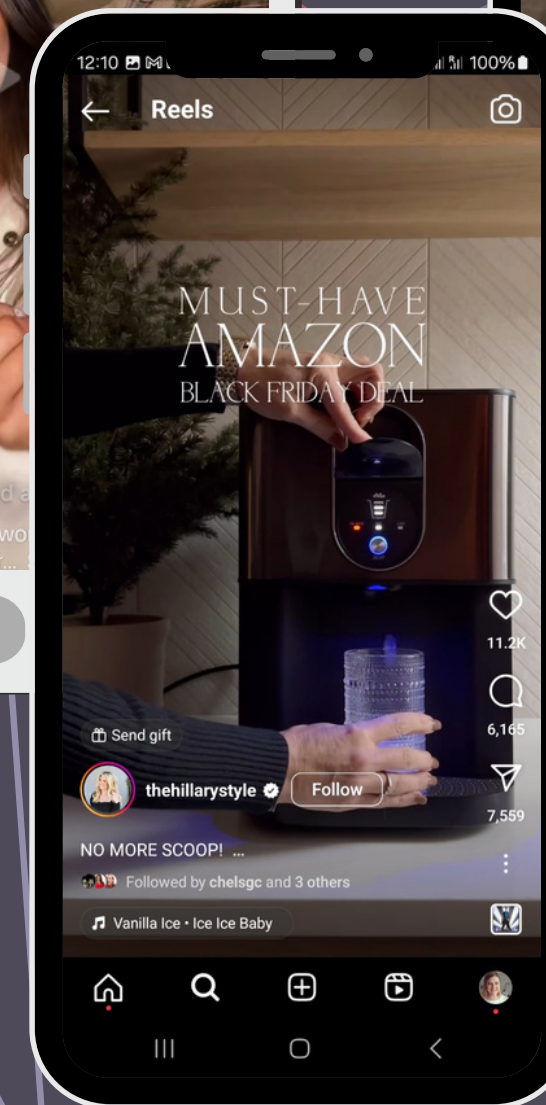 12:10
100%
Reels
MUST-HAVE
AMAZON
BLACK FRIDAY DEAL
11.2K
Send gift
6,165
thehillarystyle
Follow
7,559
NO MORE SCOOP! ...
Followed by chelsgc and 3 others
Vanilla Ice • Ice Ice Baby